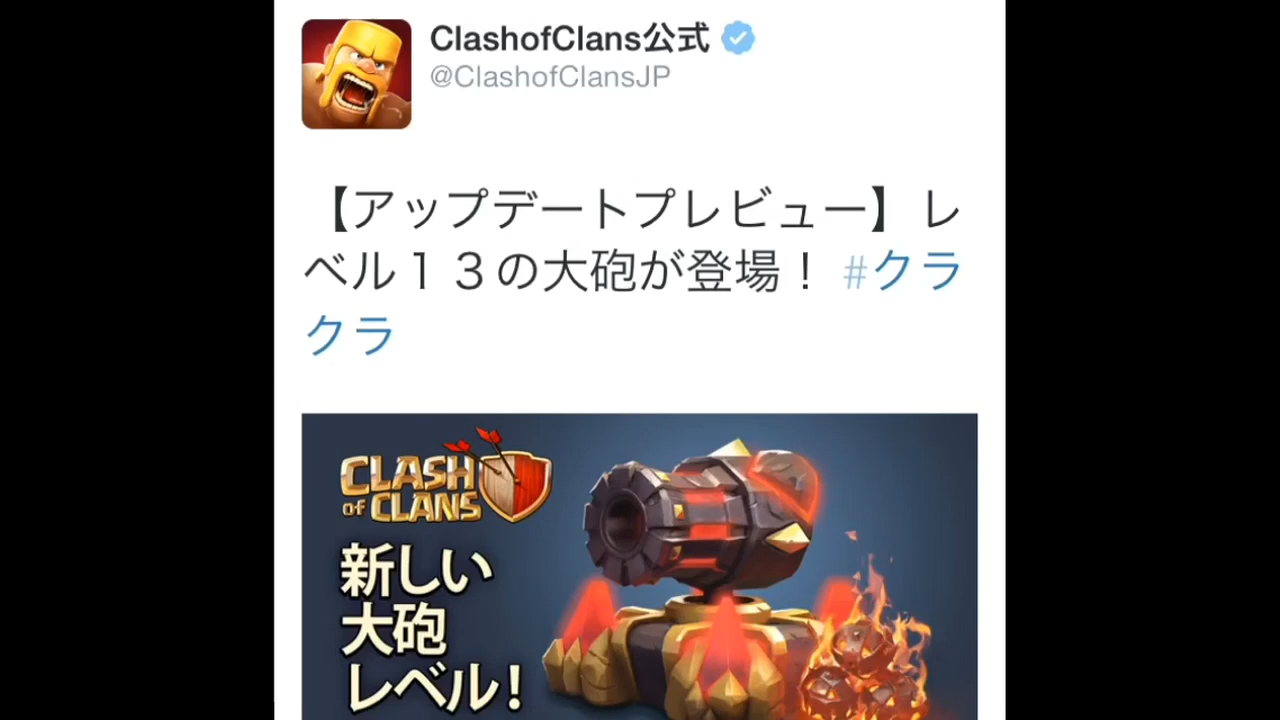 ClashofClans公式
@ClashofClansJP
【アップデートプレビュー】レ
ベル１３の大砲が登場！ #クラ
クラ
CLASH
OF CLANS
新しい
大砲
レベル！